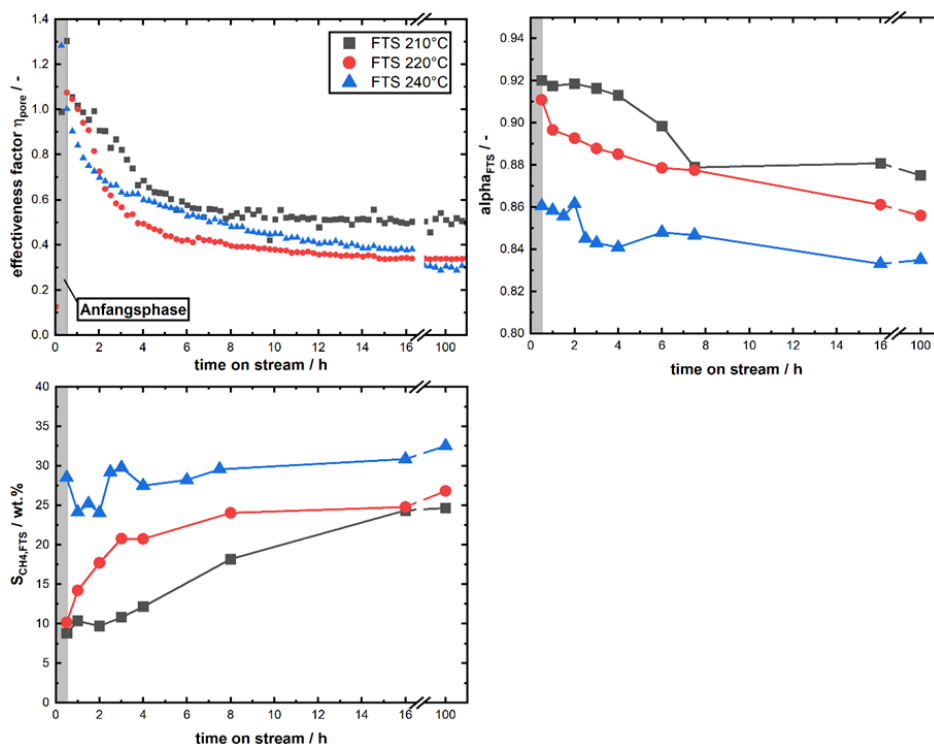 effectiveness factor ηpore / -
1.4
1.2
1.0
0.8
0.6
0.4
0.2
0.0
FTS 210°C
FTS 220°C
FTS 240°C
Anfangsphase
0 2 4 6 8 10 12 14 16 100
time on stream / h
alphaFTS / -
0.94
0.92
0.90
0.88
0.86
0.84
0.82
0.80
0 2 4 6 8 10 12 14 16 100
time on stream / h
SCH4,FTS / wt.%
40
35
30
25
20
15
10
5
0
0 2 4 6 8 10 12 14 16 100
time on stream / h